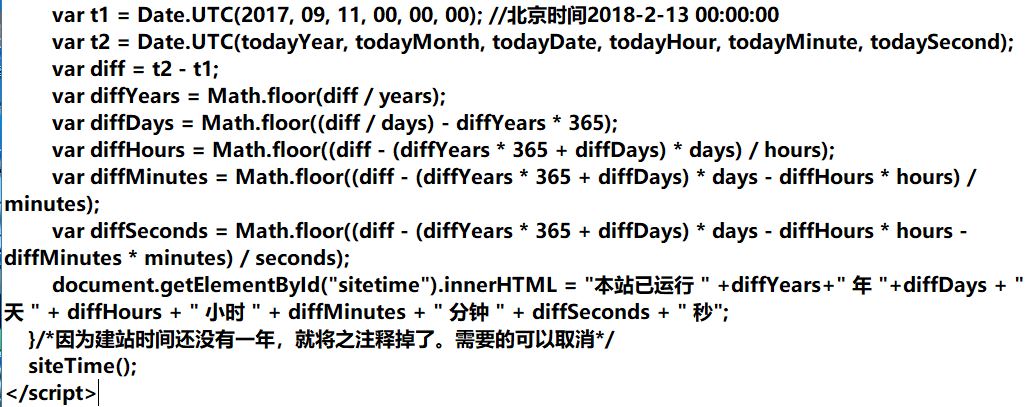 var t1 = Date.UTC(2017, 09, 11, 00, 00, 00); //北京时间2018-2-13 00:00:00
var t2 = Date.UTC(todayYear, todayMonth, todayDate, todayHour, todayMinute, todaySecond);
var diff = t2 - t1;
var diffYears = Math.floor(diff / years);
var diffDays = Math.floor((diff / days) - diffYears * 365);
var diffHours = Math.floor((diff - (diffYears * 365 + diffDays) * days) / hours);
var diffMinutes = Math.floor((diff - (diffYears * 365 + diffDays) * days - diffHours * hours) /
minutes);
var diffSeconds = Math.floor((diff - (diffYears * 365 + diffDays) * days - diffHours * hours -
diffMinutes * minutes) / seconds);
document.getElementById("sitetime").innerHTML = "本站已运行 " +diffYears+" 年 "+diffDays + "
天 " + diffHours + " 小时 " + diffMinutes + " 分钟 " + diffSeconds + " 秒";
}/*因为建站时间还没有一年，就将之注释掉了。需要的可以取消*/
siteTime();
</script>